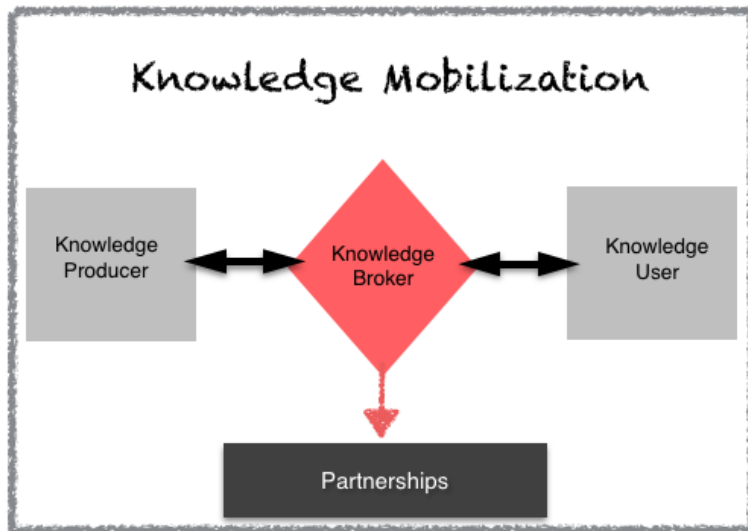 Knowledge Mobilization
Knowledge
Producer
Knowledge
Broker
Knowledge
User
Partnerships